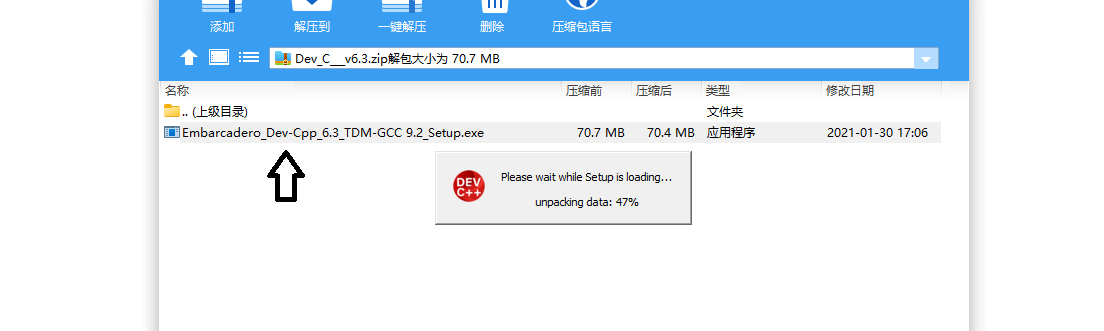 添加 解压到 一键解压 删除 压缩包语言
Dev_C___v6.3.zip解包大小为 70.7 MB
名称 压缩前 压缩后 类型 修改日期
.. (上级目录) 文件夹
Embarcadero_Dev-Cpp_6.3_TDM-GCC 9.2_Setup.exe 70.7 MB 70.4 MB 应用程序 2021-01-30 17:06
DEV
C++
Please wait while Setup is loading...
unpacking data: 47%